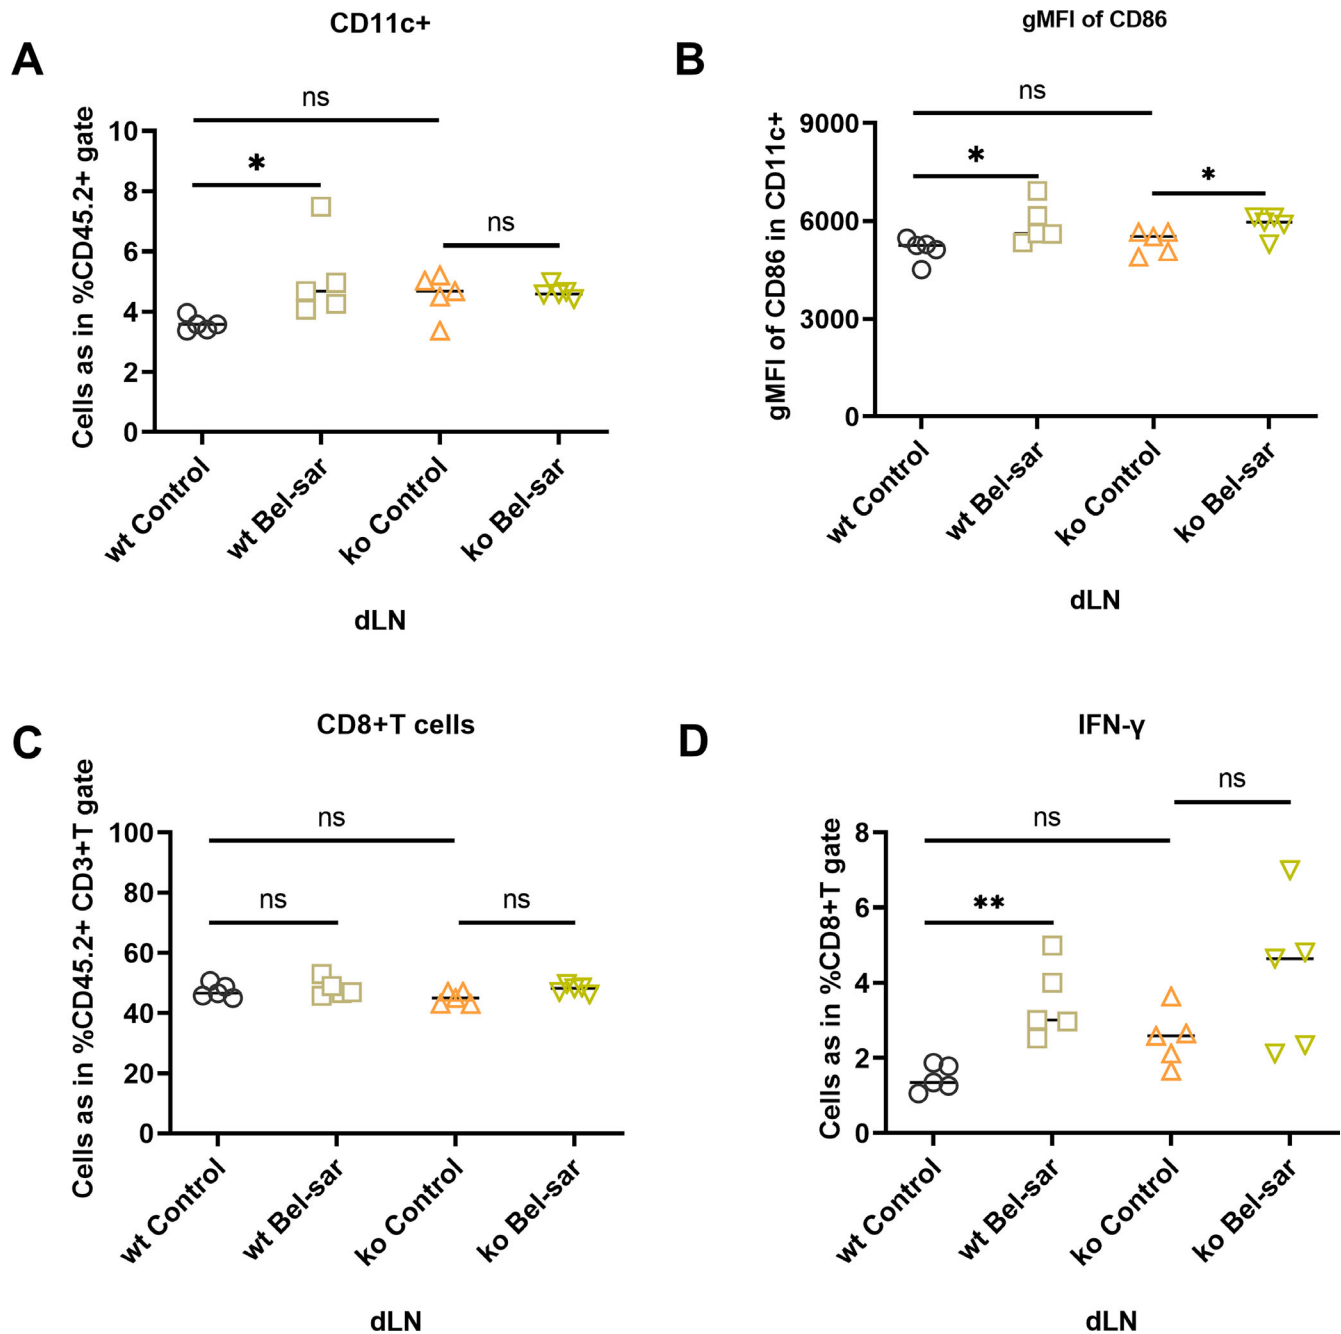 A
CD11c+
Cells as in %CD45.2+ gate
10
8
6
4
2
0
ns
*
ns
wt Control
wt Bel-sar
ko Control
ko Bel-sar
dLN
B
gMFI of CD86
gMFI of CD86 in CD11c+
9000
6000
3000
0
ns
*
*
wt Control
wt Bel-sar
ko Control
ko Bel-sar
dLN
C
CD8+T cells
Cells as in %CD45.2+ CD3+T gate
100
80
60
40
20
0
ns
ns
ns
wt Control
wt Bel-sar
ko Control
ko Bel-sar
dLN
D
IFN-γ
Cells as in %CD8+T gate
8
6
4
2
0
ns
ns
**
wt Control
wt Bel-sar
ko Control
ko Bel-sar
dLN